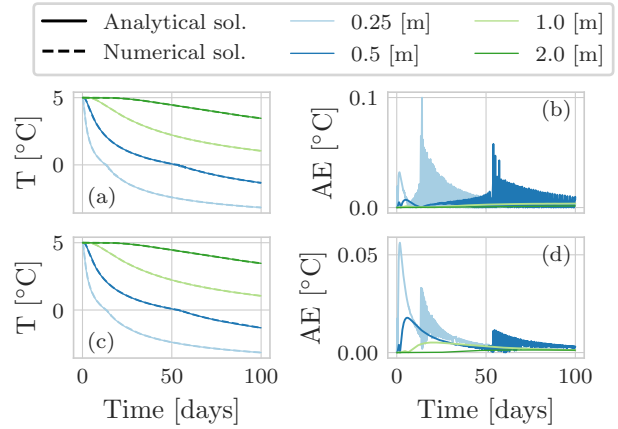 Analytical sol. 0.25 [m] 1.0 [m]
Numerical sol. 0.5 [m] 2.0 [m]
5
0
T [°C]
(a)
0.1
0.0
AE [°C]
(b)
5
0
T [°C]
(c)
0 50 100
Time [days]
0.05
0.00
AE [°C]
(d)
0 50 100
Time [days]